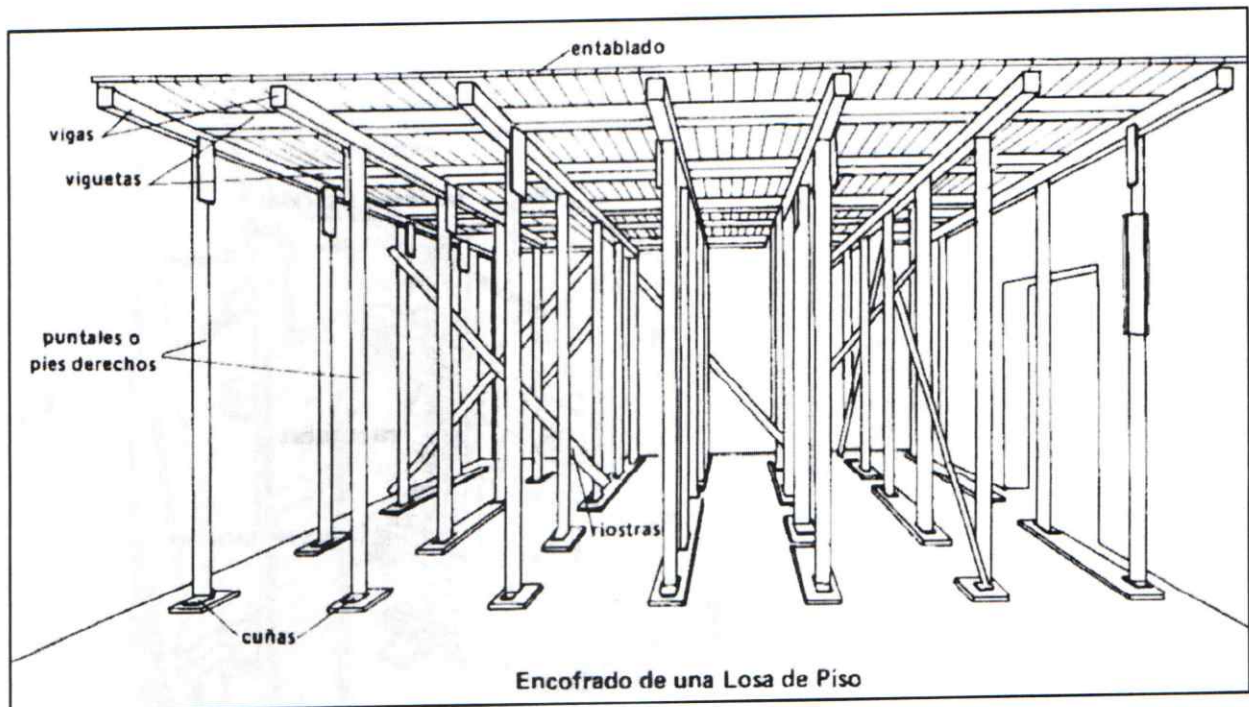 entablado
vigas
viguetas
puntales o
pies derechos
riostras
cuñas
Encofrado de una Losa de Piso